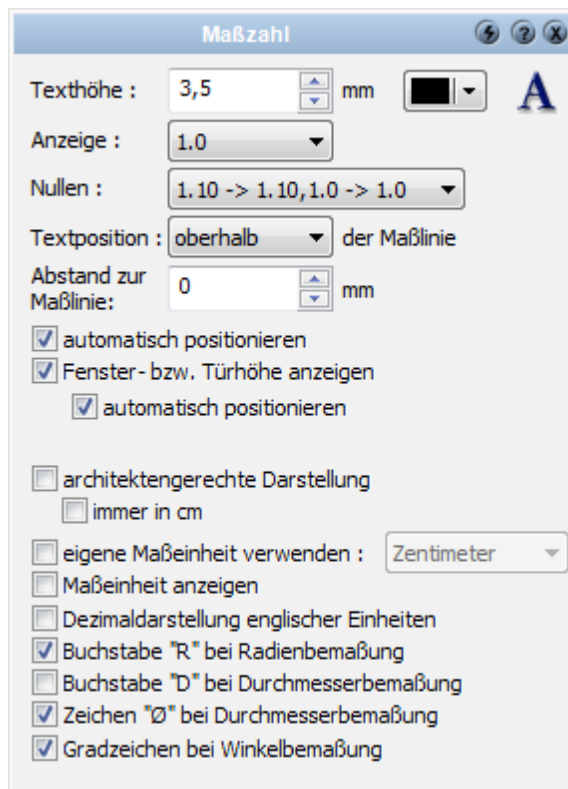 Maßzahl
Texthöhe : 3,5 mm A
Anzeige : 1.0
Nullen : 1.10 -> 1.10,1.0 -> 1.0
Textposition : oberhalb der Maßlinie
Abstand zur
Maßlinie: 0 mm
automatisch positionieren
Fenster- bzw. Türhöhe anzeigen
automatisch positionieren
architektengerechte Darstellung
immer in cm
eigene Maßeinheit verwenden : Zentimeter
Maßeinheit anzeigen
Dezimaldarstellung englischer Einheiten
Buchstabe "R" bei Radienbemaßung
Buchstabe "D" bei Durchmesserbemaßung
Zeichen "Ø" bei Durchmesserbemaßung
Gradzeichen bei Winkelbemaßung